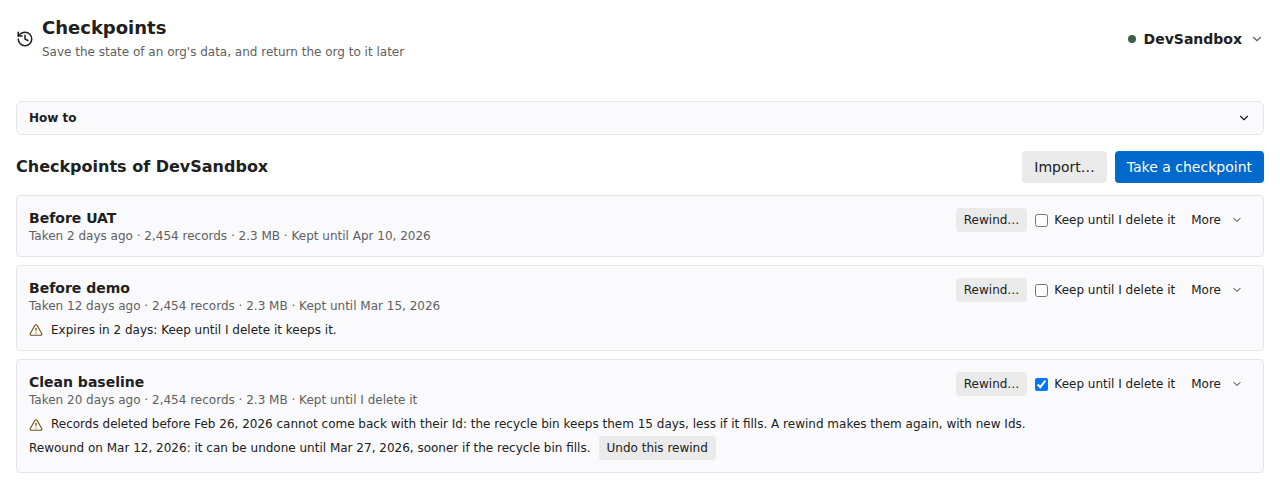 Checkpoints
Save the state of an org's data, and return the org to it later
DevSandbox
How to
Checkpoints of DevSandbox
Import…
Take a checkpoint
Before UAT
Taken 2 days ago · 2,454 records · 2.3 MB · Kept until Apr 10, 2026
Rewind…
Keep until I delete it
More
Before demo
Taken 12 days ago · 2,454 records · 2.3 MB · Kept until Mar 15, 2026
Rewind…
Keep until I delete it
More
Expires in 2 days: Keep until I delete it keeps it.
Clean baseline
Taken 20 days ago · 2,454 records · 2.3 MB · Kept until I delete it
Rewind…
Keep until I delete it
More
Records deleted before Feb 26, 2026 cannot come back with their Id: the recycle bin keeps them 15 days, less if it fills. A rewind makes them again, with new Ids.
Rewound on Mar 12, 2026: it can be undone until Mar 27, 2026, sooner if the recycle bin fills.
Undo this rewind